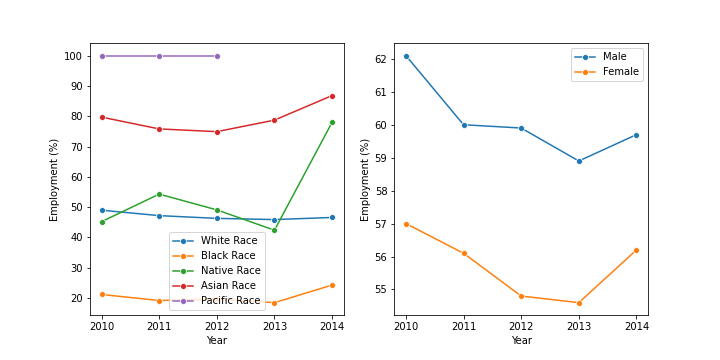 100
90
80
70
60
50
40
30
20
Employment (%)
2010
2011
2012
2013
2014
Year
White Race
Black Race
Native Race
Asian Race
Pacific Race
62
61
60
59
58
57
56
55
Employment (%)
2010
2011
2012
2013
2014
Year
Male
Female